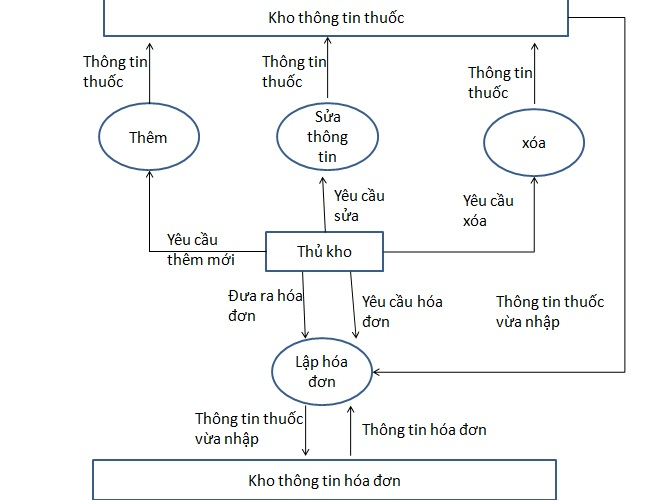 Kho thông tin thuốc
Thông tin
thuốc
Thông tin
thuốc
Thông tin
thuốc
Thêm
Sửa
thông
tin
xóa
Yêu cầu
sửa
Yêu cầu
xóa
Yêu cầu
thêm mới
Thủ kho
Đưa ra hóa
đơn
Yêu cầu hóa
đơn
Thông tin thuốc
vừa nhập
Lập hóa
đơn
Thông tin thuốc
vừa nhập
Thông tin hóa đơn
Kho thông tin hóa đơn